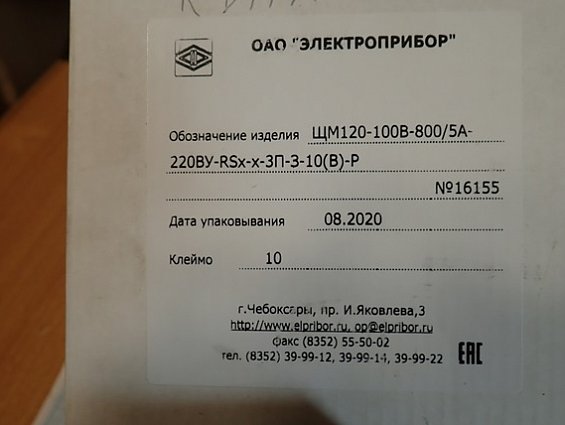 ОАО "ЭЛЕКТРОПРИБОР"
Обозначение изделия ЩМ120-100В-800/5А-
220ВУ-RSx-x-3П-3-10(В)-Р
№16155
Дата упаковывания 08.2020
Клеймо 10
г.Чебоксары, пр. И.Яковлева,3
http://www.elpribor.ru, op@elpribor.ru
факс (8352) 55-50-02
тел. (8352) 39-99-12, 39-99-14, 39-99-22
EAC